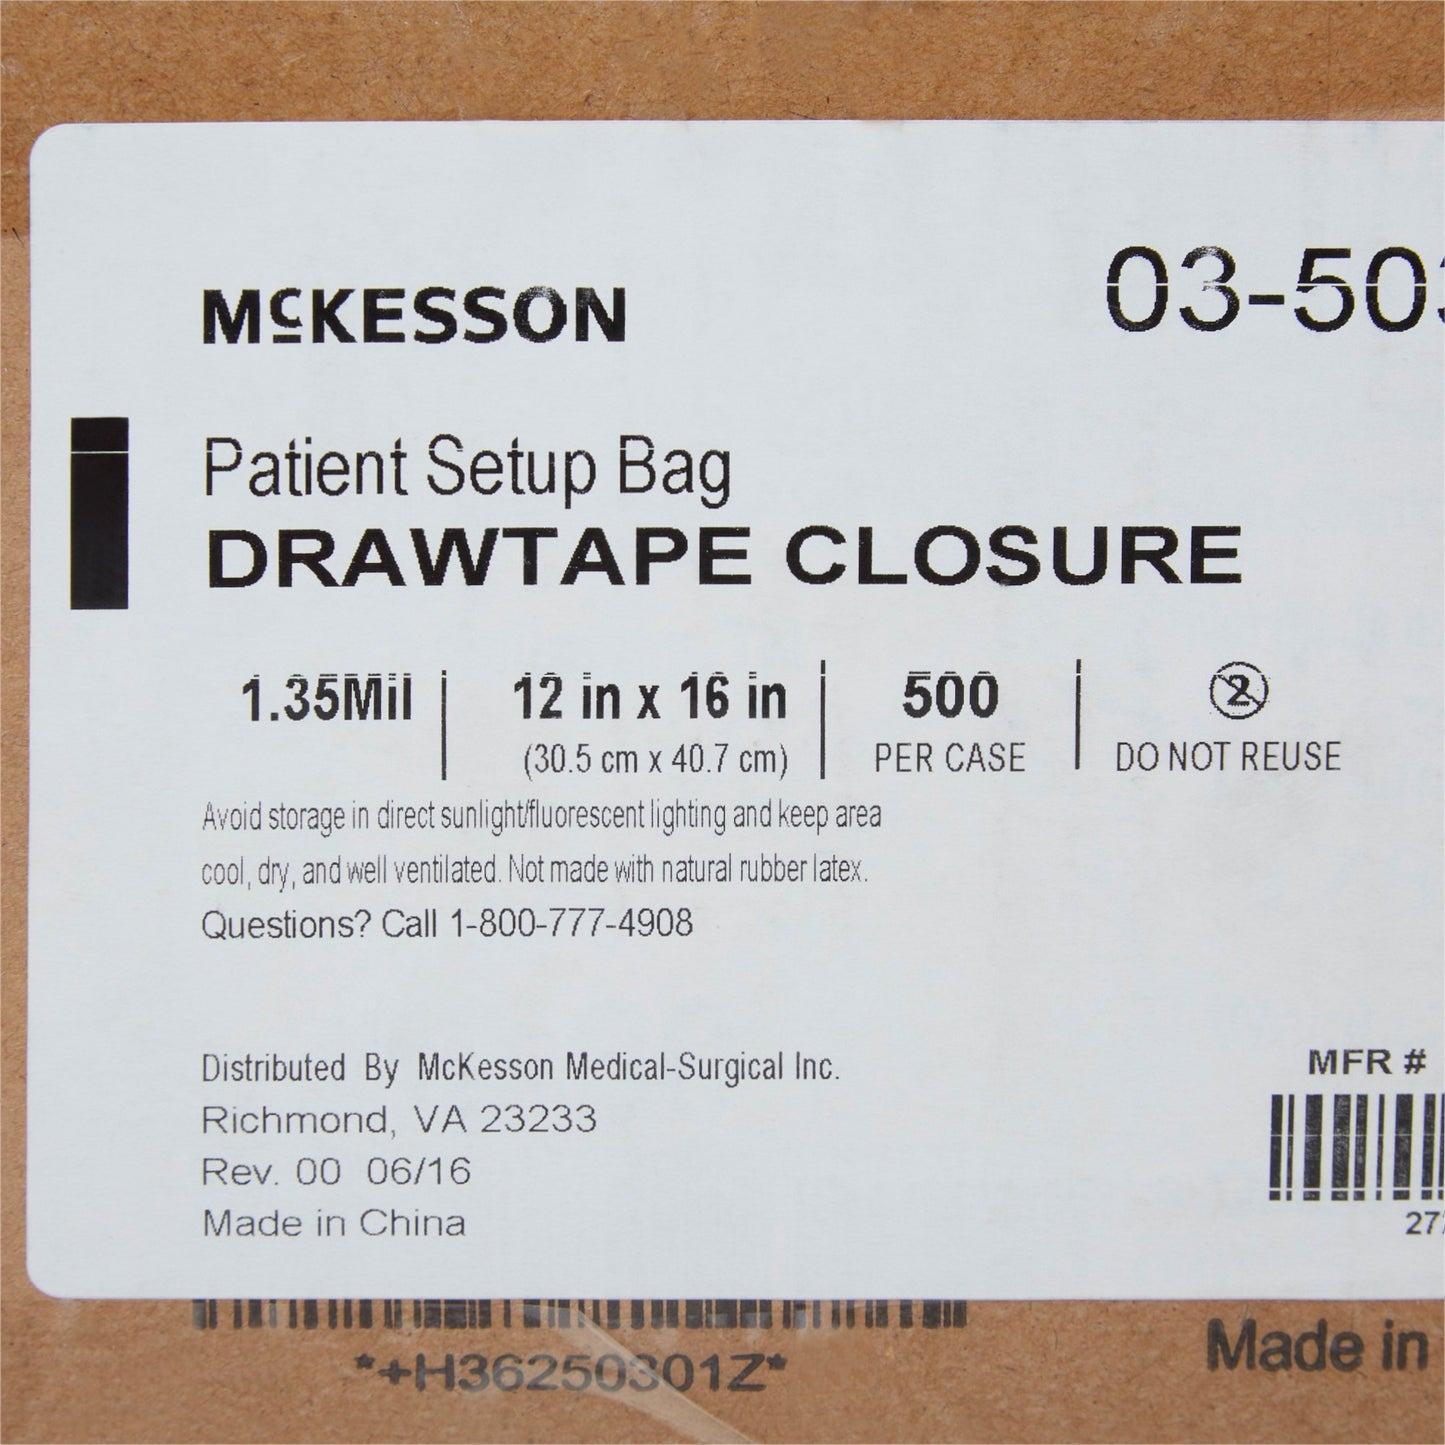 McKESSON
03-50
Patient Setup Bag
DRAWTAPE CLOSURE
1.35Mil
12 in x 16 in
(30.5 cm x 40.7 cm)
500
PER CASE
2
DO NOT REUSE
Avoid storage in direct sunlight/fluorescent lighting and keep area
cool, dry, and well ventilated. Not made with natural rubber latex.
Questions? Call 1-800-777-4908
Distributed By McKesson Medical-Surgical Inc.
Richmond, VA 23233
Rev. 00 06/16
Made in China
MFR #
27
*+H36250301Z*
Made in